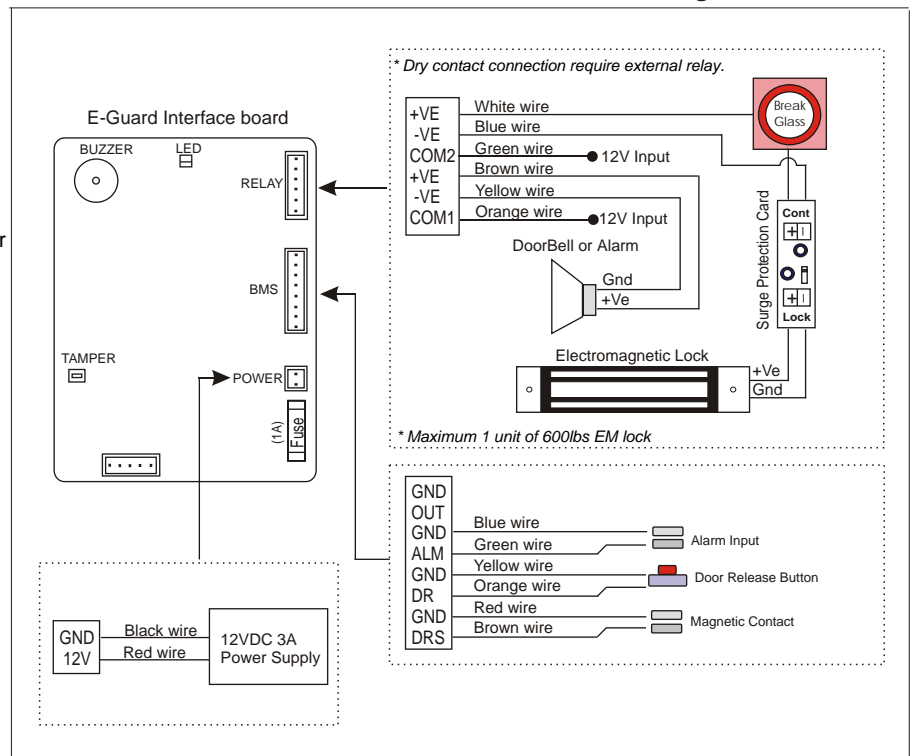 * Dry contact connection require external relay.
E-Guard Interface board
BUZZER
LED
RELAY
BMS
TAMPER
POWER
(1A)
Fuse
+VE
-VE
COM2
+VE
-VE
COM1
White wire
Blue wire
Green wire
Brown wire
Yellow wire
Orange wire
12V Input
12V Input
Break
Glass
DoorBell or Alarm
Gnd
+Ve
Surge Protection Card
Cont
+ -
+ -
Lock
Electromagnetic Lock
+Ve
Gnd
* Maximum 1 unit of 600lbs EM lock
GND
OUT
GND
ALM
GND
DR
GND
DRS
Blue wire
Green wire
Yellow wire
Orange wire
Red wire
Brown wire
Alarm Input
Door Release Button
Magnetic Contact
GND
12V
Black wire
Red wire
12VDC 3A
Power Supply